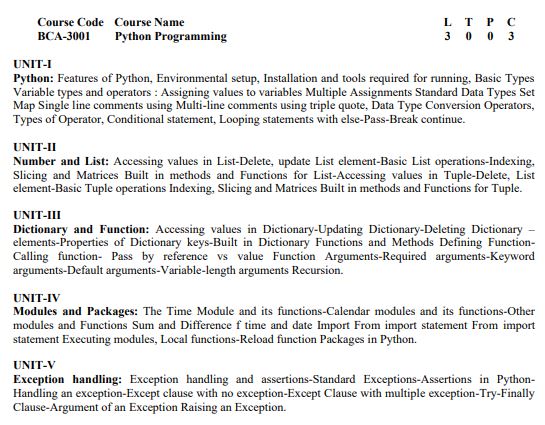 Course Code Course Name L T P C
BCA-3001 Python Programming 3 0 0 3
UNIT-I
Python: Features of Python, Environmental setup, Installation and tools required for running, Basic Types
Variable types and operators : Assigning values to variables Multiple Assignments Standard Data Types Set
Map Single line comments using Multi-line comments using triple quote, Data Type Conversion Operators,
Types of Operator, Conditional statement, Looping statements with else-Pass-Break continue.
UNIT-II
Number and List: Accessing values in List-Delete, update List element-Basic List operations-Indexing,
Slicing and Matrices Built in methods and Functions for List-Accessing values in Tuple-Delete, List
element-Basic Tuple operations Indexing, Slicing and Matrices Built in methods and Functions for Tuple.
UNIT-III
Dictionary and Function: Accessing values in Dictionary-Updating Dictionary-Deleting Dictionary –
elements-Properties of Dictionary keys-Built in Dictionary Functions and Methods Defining Function-
Calling function- Pass by reference vs value Function Arguments-Required arguments-Keyword
arguments-Default arguments-Variable-length arguments Recursion.
UNIT-IV
Modules and Packages: The Time Module and its functions-Calendar modules and its functions-Other
modules and Functions Sum and Difference f time and date Import From import statement From import
statement Executing modules, Local functions-Reload function Packages in Python.
UNIT-V
Exception handling: Exception handling and assertions-Standard Exceptions-Assertions in Python-
Handling an exception-Except clause with no exception-Except Clause with multiple exception-Try-Finally
Clause-Argument of an Exception Raising an Exception.